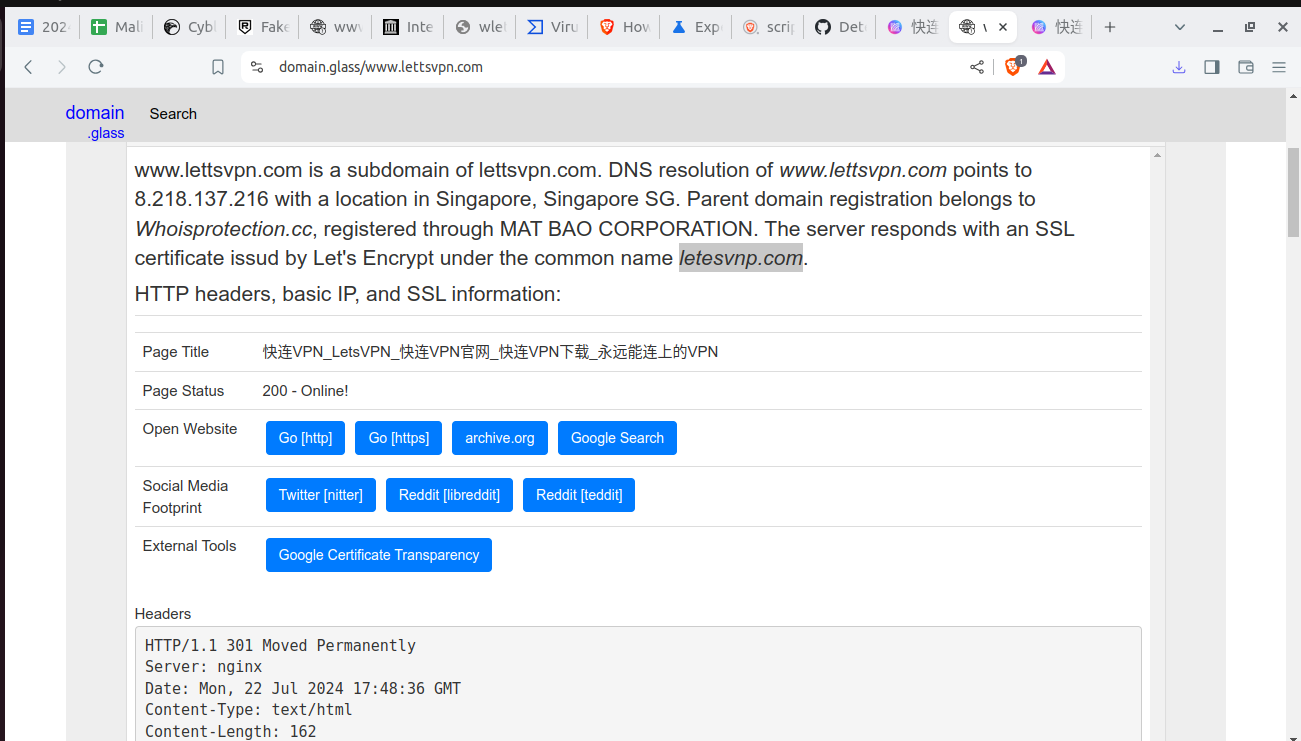 202
Mali
Cybl
Fake
wwv
Inte
wle
Viru
How
Exp
scrip
Det
快连
快连
domain.glass/www.lettsvpn.com
1
domain
.glass
Search
www.lettsvpn.com is a subdomain of lettsvpn.com. DNS resolution of www.lettsvpn.com points to
8.218.137.216 with a location in Singapore, Singapore SG. Parent domain registration belongs to
Whoisprotection.cc, registered through MAT BAO CORPORATION. The server responds with an SSL
certificate issud by Let's Encrypt under the common name letesvnp.com.
HTTP headers, basic IP, and SSL information:
Page Title 快连VPN_LetsVPN_快连VPN官网_快连VPN下载_永远能连上的VPN
Page Status 200 - Online!
Open Website Go [http] Go [https] archive.org Google Search
Social Media
Footprint
Twitter [nitter] Reddit [libreddit] Reddit [teddit]
External Tools Google Certificate Transparency
Headers
HTTP/1.1 301 Moved Permanently
Server: nginx
Date: Mon, 22 Jul 2024 17:48:36 GMT
Content-Type: text/html
Content-Length: 162